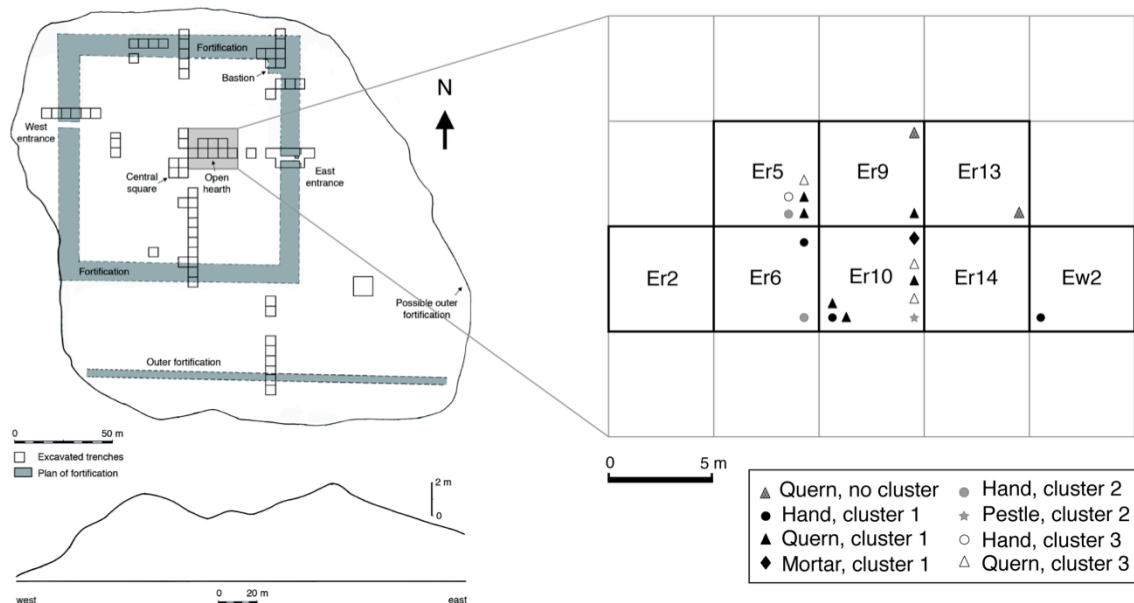 Fortification
Bastion
N
West
entrance
Central
square
Open
hearth
East
entrance
Fortification
Possible outer
fortification
Outer fortification
0 50 m
Excavated trenches
Plan of fortification
2 m
0
west
0 20 m
east
Er5
Er9
Er13
Er2
Er6
Er10
Er14
Ew2
0 5 m
Quern, no cluster
Hand, cluster 1
Quern, cluster 1
Mortar, cluster 1
Hand, cluster 2
Pestle, cluster 2
Hand, cluster 3
Quern, cluster 3